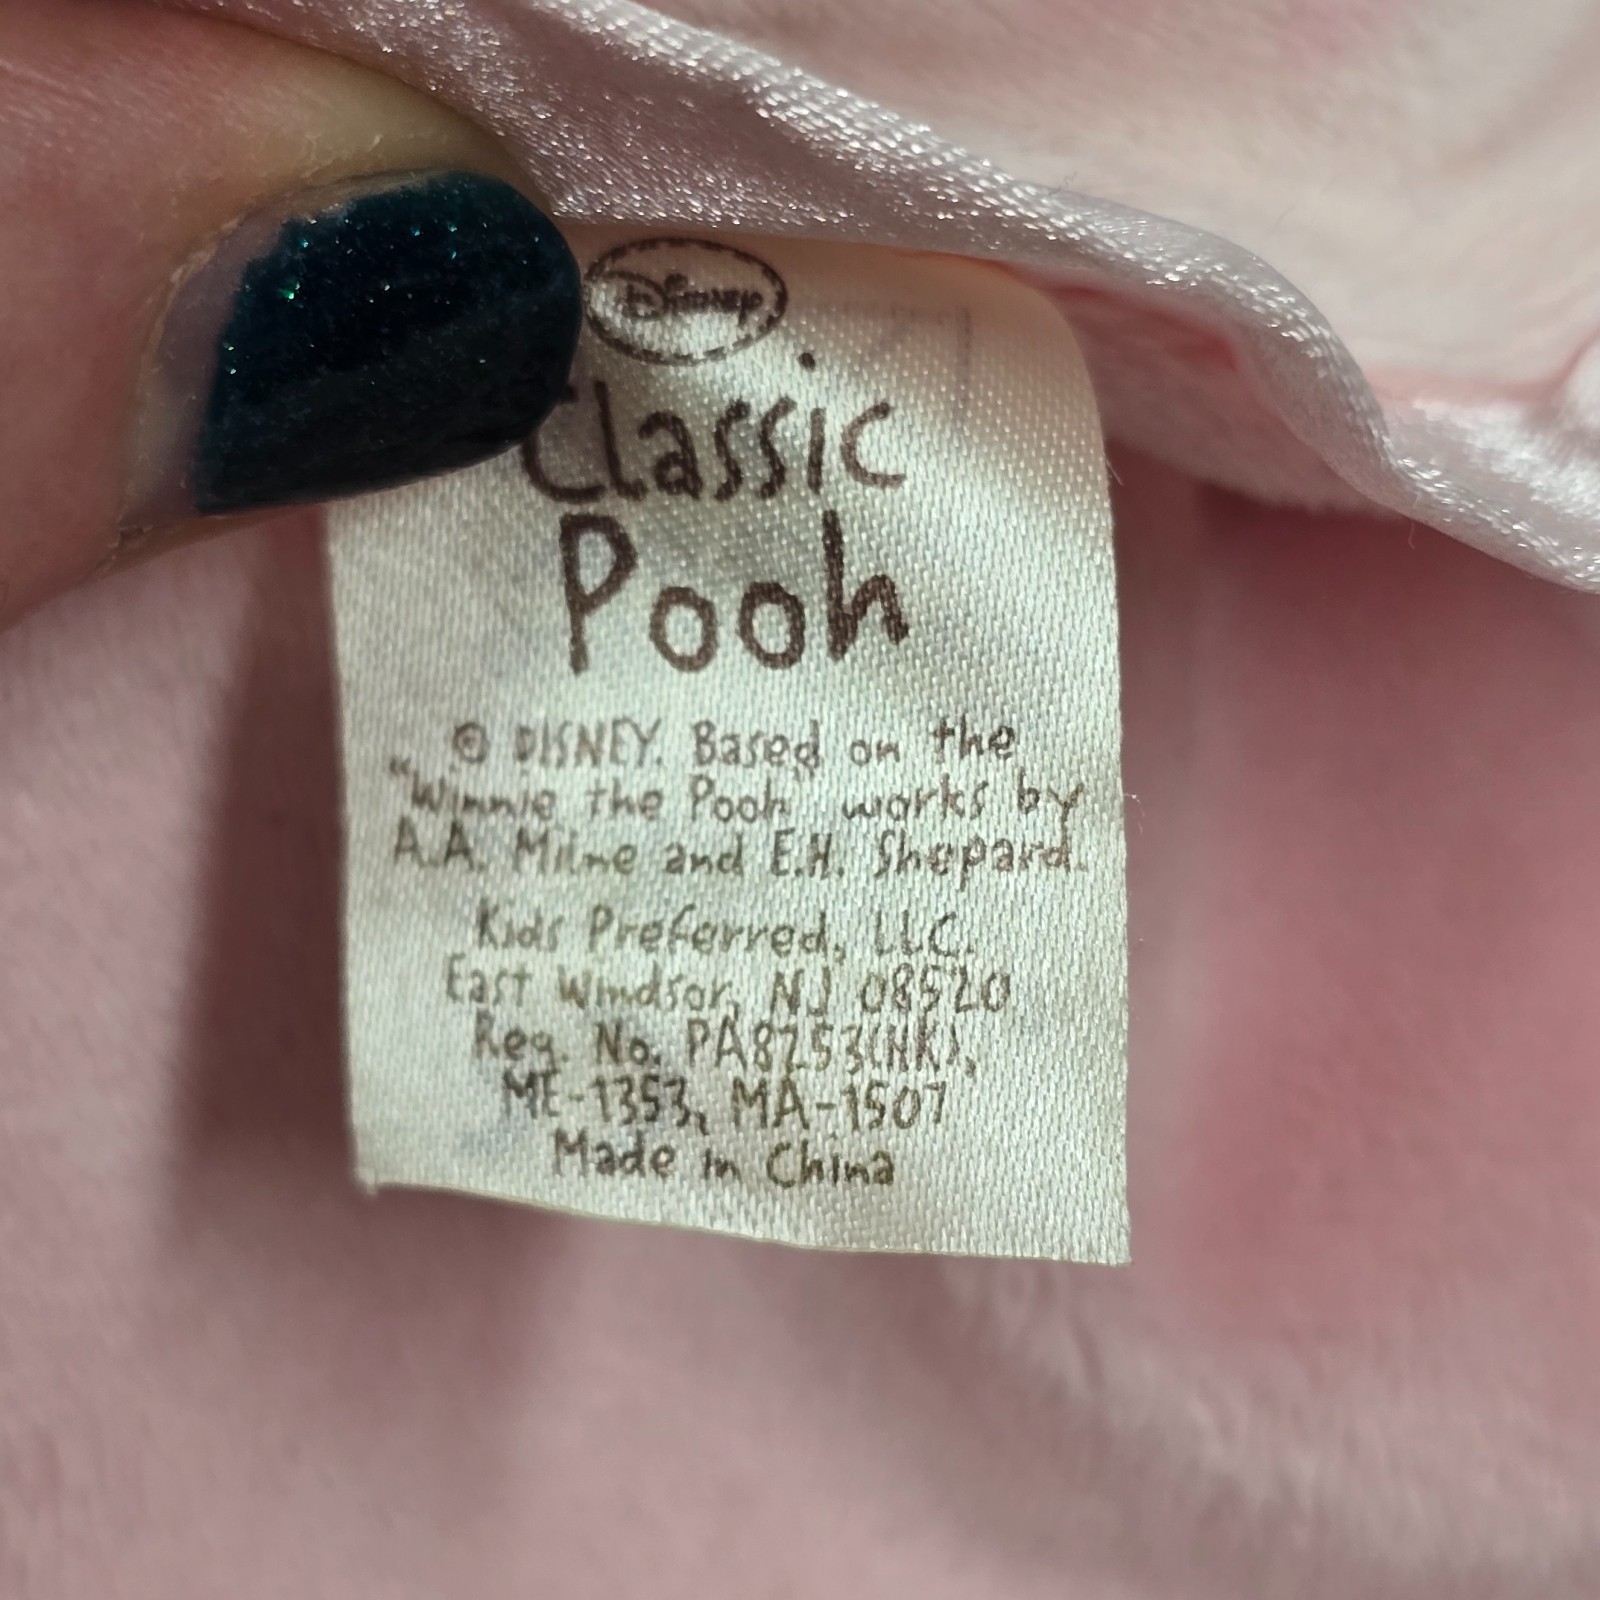 Disney
Classic
Pooh
© DISNEY. Based on the
"Winnie the Pooh" works by
A.A. Milne and E.H. Shepard.
Kids Preferred, LLC.
East Windsor, NJ 08520
Reg. No. PA8253(HK),
ME-1353, MA-1507
Made in China